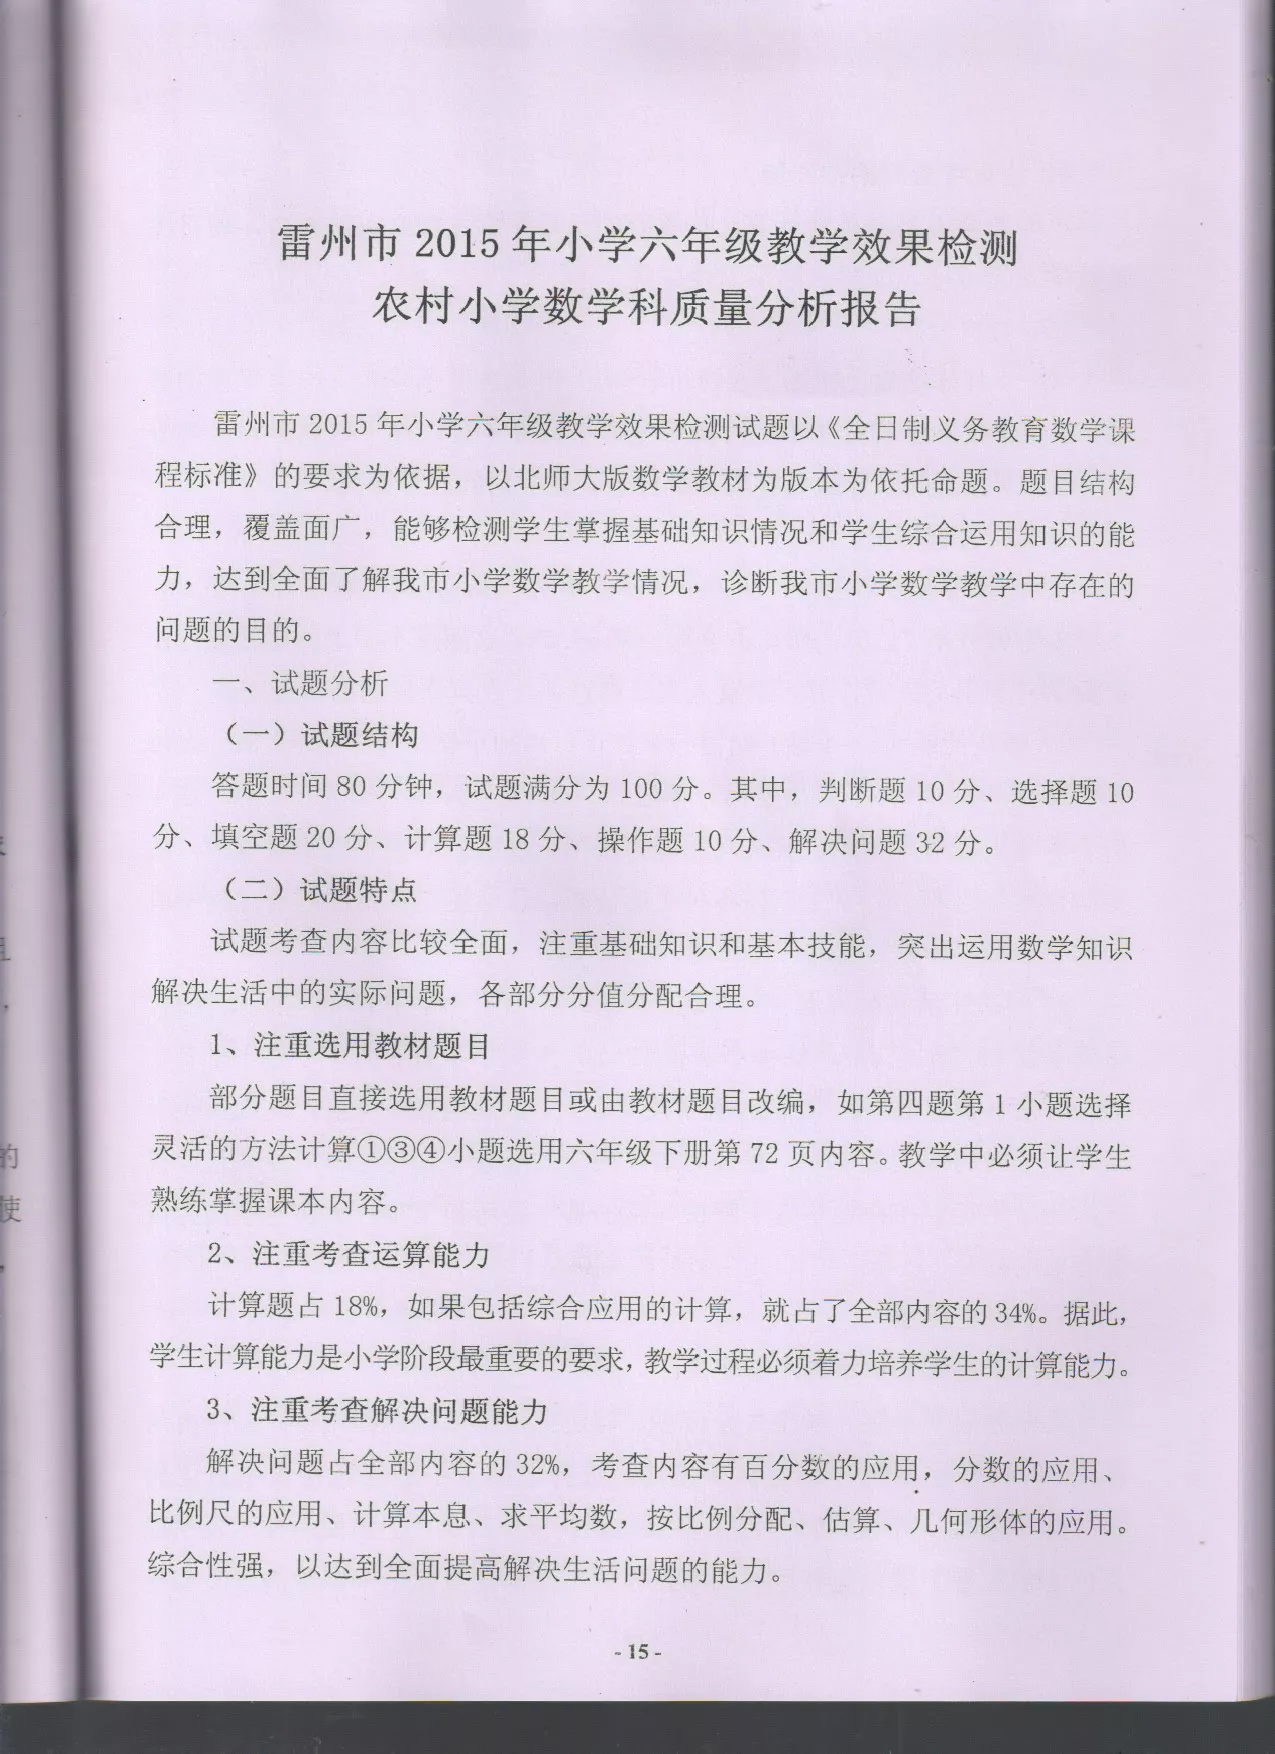 雷州市 2015 年小学六年级教学效果检测
农村小学数学科质量分析报告
雷州市 2015 年小学六年级教学效果检测试题以《全日制义务教育数学课
程标准》的要求为依据，以北师大版数学教材为版本为依托命题。题目结构
合理，覆盖面广，能够检测学生掌握基础知识情况和学生综合运用知识的能
力，达到全面了解我市小学数学教学情况，诊断我市小学数学教学中存在的
问题的目的。
一、试题分析
（一）试题结构
答题时间 80 分钟，试题满分为 100 分。其中，判断题 10 分、选择题 10
分、填空题 20 分、计算题 18 分、操作题 10 分、解决问题 32 分。
（二）试题特点
试题考查内容比较全面，注重基础知识和基本技能，突出运用数学知识
解决生活中的实际问题，各部分分值分配合理。
1、注重选用教材题目
部分题目直接选用教材题目或由教材题目改编，如第四题第 1 小题选择
灵活的方法计算①③④小题选用六年级下册第 72 页内容。教学中必须让学生
熟练掌握课本内容。
2、注重考查运算能力
计算题占 18%，如果包括综合应用的计算，就占了全部内容的 34%。据此，
学生计算能力是小学阶段最重要的要求，教学过程必须着力培养学生的计算能力。
3、注重考查解决问题能力
解决问题占全部内容的 32%，考查内容有百分数的应用，分数的应用、
比例尺的应用、计算本息、求平均数，按比例分配、估算、几何形体的应用。
综合性强，以达到全面提高解决生活问题的能力。
- 15 -
的
使